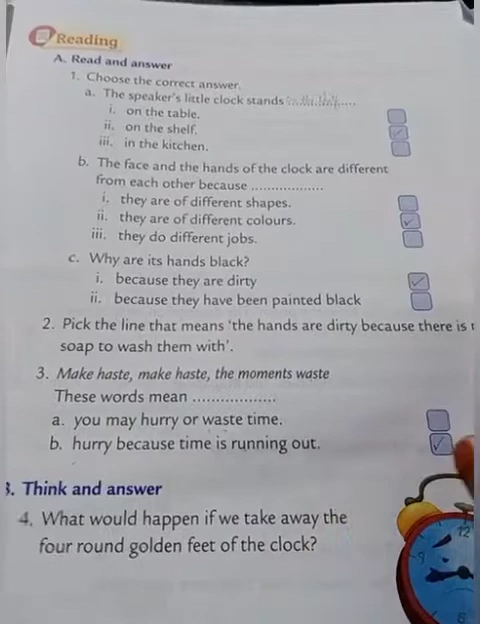 Reading
A. Read and answer
1. Choose the correct answer.
a. The speaker's little clock stands
i. on the table.
ii. on the shelf.
iii. in the kitchen.
b. The face and the hands of the clock are different
from each other because ..................
i. they are of different shapes.
ii. they are of different colours.
iii. they do different jobs.
c. Why are its hands black?
i. because they are dirty
ii. because they have been painted black
2. Pick the line that means 'the hands are dirty because there is
soap to wash them with'.
3. Make haste, make haste, the moments waste
These words mean ..................
a. you may hurry or waste time.
b. hurry because time is running out.
. Think and answer
4. What would happen if we take away the
four round golden feet of the clock?
12
9
6